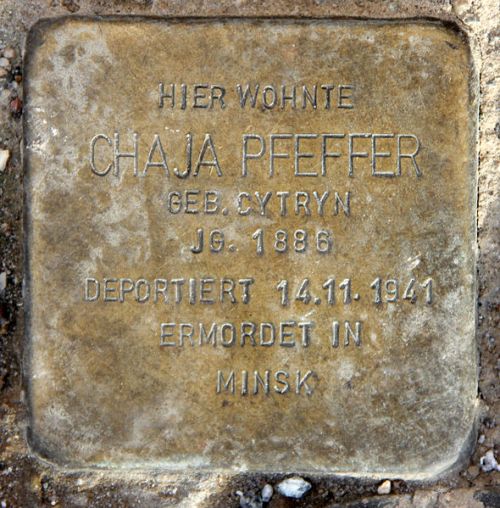 HIER WOHNTE
CHAJA PFEFFER
GEB. CYTRYN
JG. 1886
DEPORTIERT 14.11.1941
ERMORDET IN
MINSK